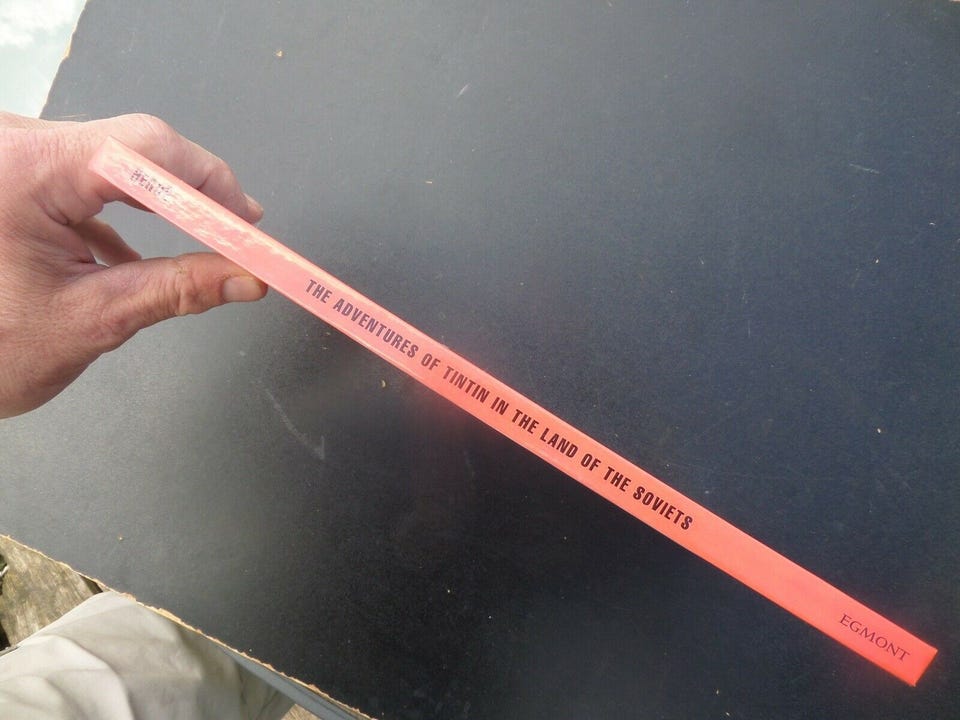 HERGÉ
THE ADVENTURES OF TINTIN IN THE LAND OF THE SOVIETS
EGMONT